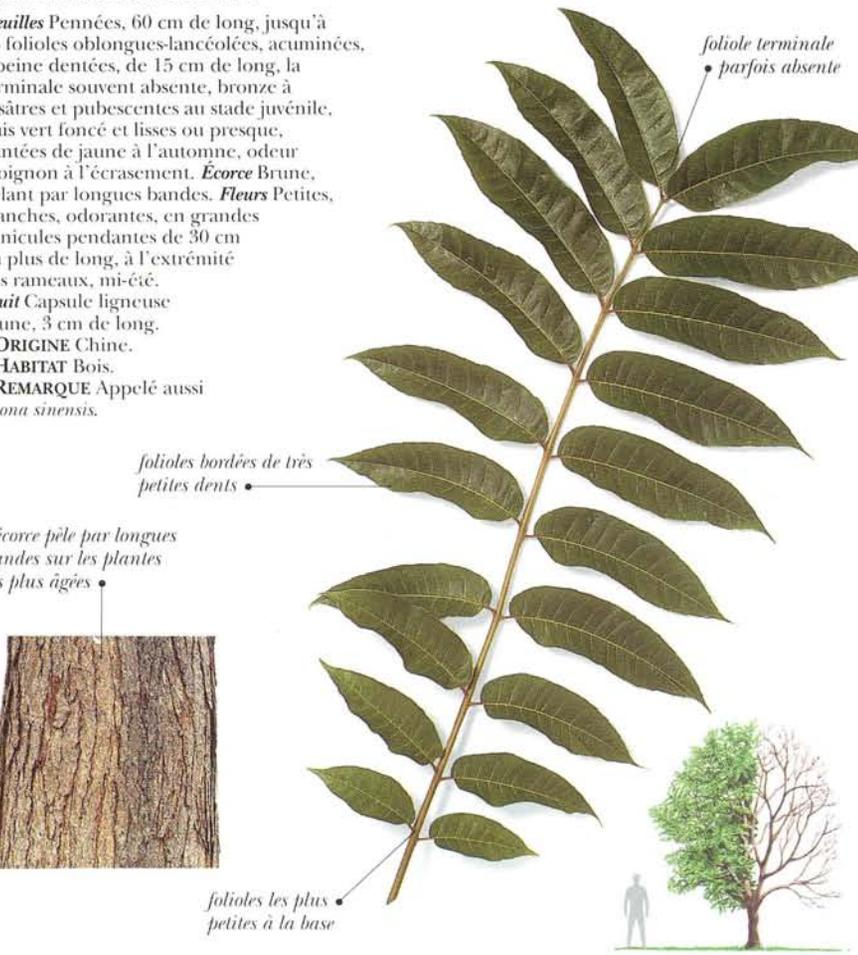 euilles Pennées, 60 cm de long, jusqu'à
folioles oblongues-lancéolées, acuminées,
peine dentées, de 15 cm de long, la
rminale souvent absente, bronze à
sâtres et pubescentes au stade juvénile,
is vert foncé et lisses ou presque,
ntées de jaune à l'automne, odeur
oignon à l'écrasement. Écorce Brune,
lant par longues bandes. Fleurs Petites,
anches, odorantes, en grandes
nicules pendantes de 30 cm
plus de long, à l'extrémité
s rameaux, mi-été.
uit Capsule ligneuse
une, 3 cm de long.
ORIGINE Chine.
HABITAT Bois.
REMARQUE Appelé aussi
ona sinensis.
foliole terminale
parfois absente
folioles bordées de très
petites dents
écorce pèle par longues
andes sur les plantes
s plus âgées
folioles les plus
petites à la base